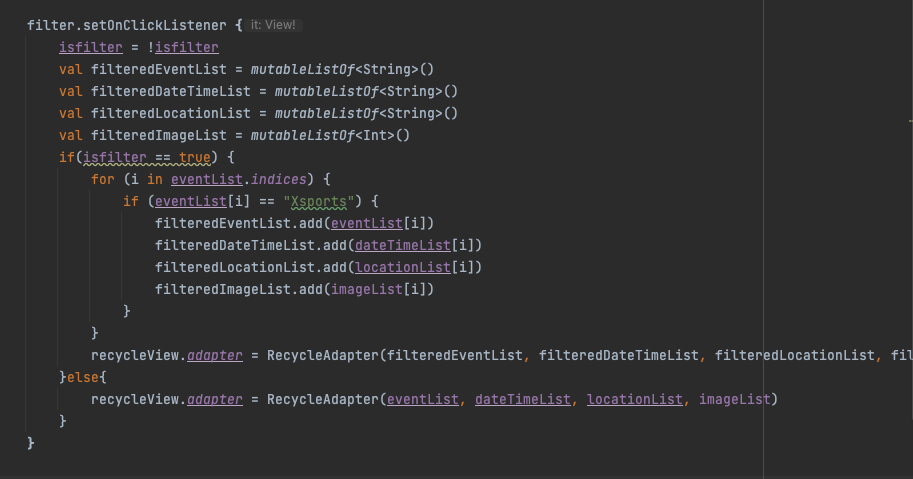 filter.setOnClickListener { it: View!
isfilter = !isfilter
val filteredEventList = mutableListOf<String>()
val filteredDateTimeList = mutableListOf<String>()
val filteredLocationList = mutableListOf<String>()
val filteredImageList = mutableListOf<Int>()
if(isfilter == true) {
for (i in eventList.indices) {
if (eventList[i] == "Xsports") {
filteredEventList.add(eventList[i])
filteredDateTimeList.add(dateTimeList[i])
filteredLocationList.add(locationList[i])
filteredImageList.add(imageList[i])
}
}
recycleView.adapter = RecycleAdapter(filteredEventList, filteredDateTimeList, filteredLocationList, fil
}else{
recycleView.adapter = RecycleAdapter(eventList, dateTimeList, locationList, imageList)
}
}